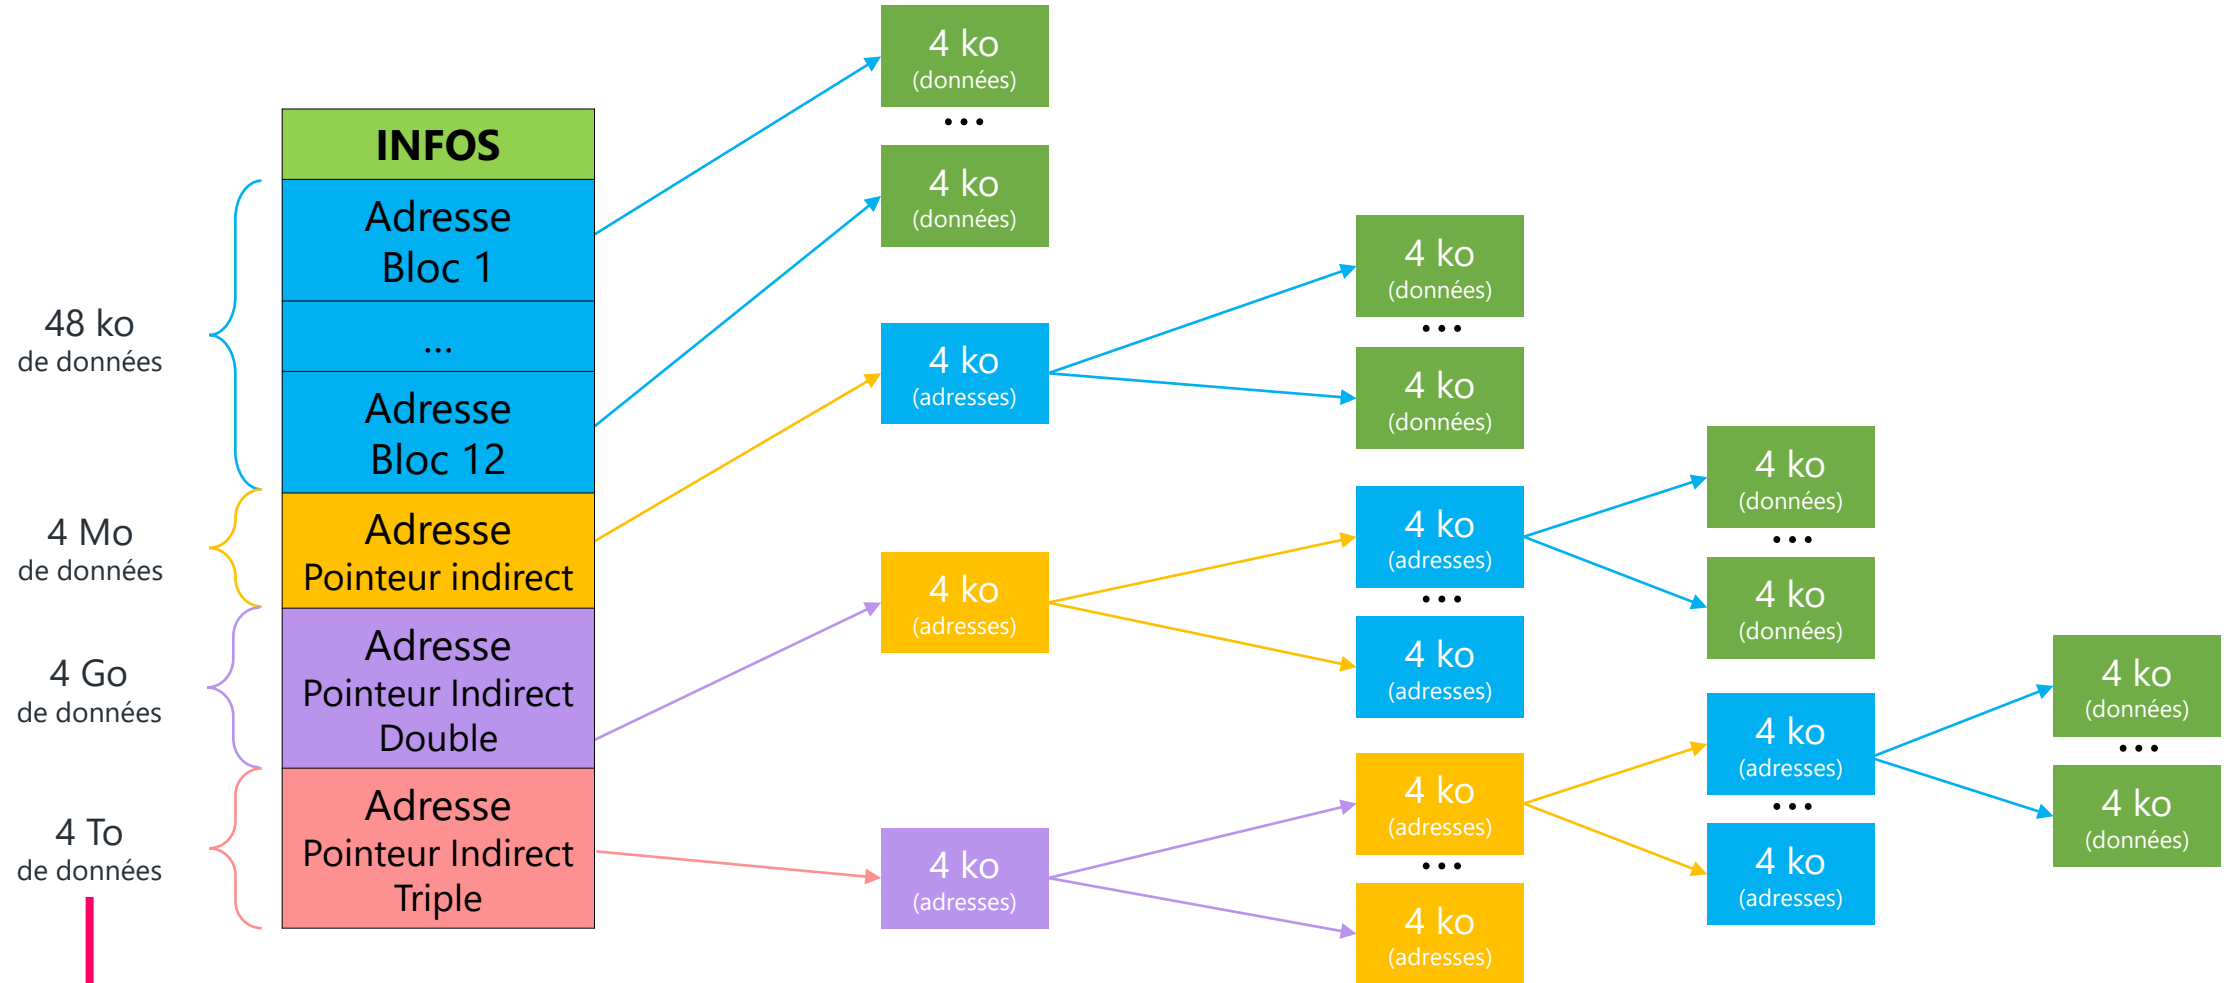 48 ko
de données
4 Mo
de données
4 Go
de données
4 To
de données
INFOS
Adresse
Bloc 1
...
Adresse
Bloc 12
Adresse
Pointeur indirect
Adresse
Pointeur Indirect
Double
Adresse
Pointeur Indirect
Triple
4 ko
(données)
...
4 ko
(données)
4 ko
(adresses)
4 ko
(adresses)
4 ko
(adresses)
4 ko
(données)
...
4 ko
(données)
4 ko
(adresses)
...
4 ko
(adresses)
4 ko
(adresses)
...
4 ko
(adresses)
4 ko
(données)
...
4 ko
(données)
4 ko
(adresses)
...
4 ko
(adresses)
4 ko
(données)
...
4 ko
(données)